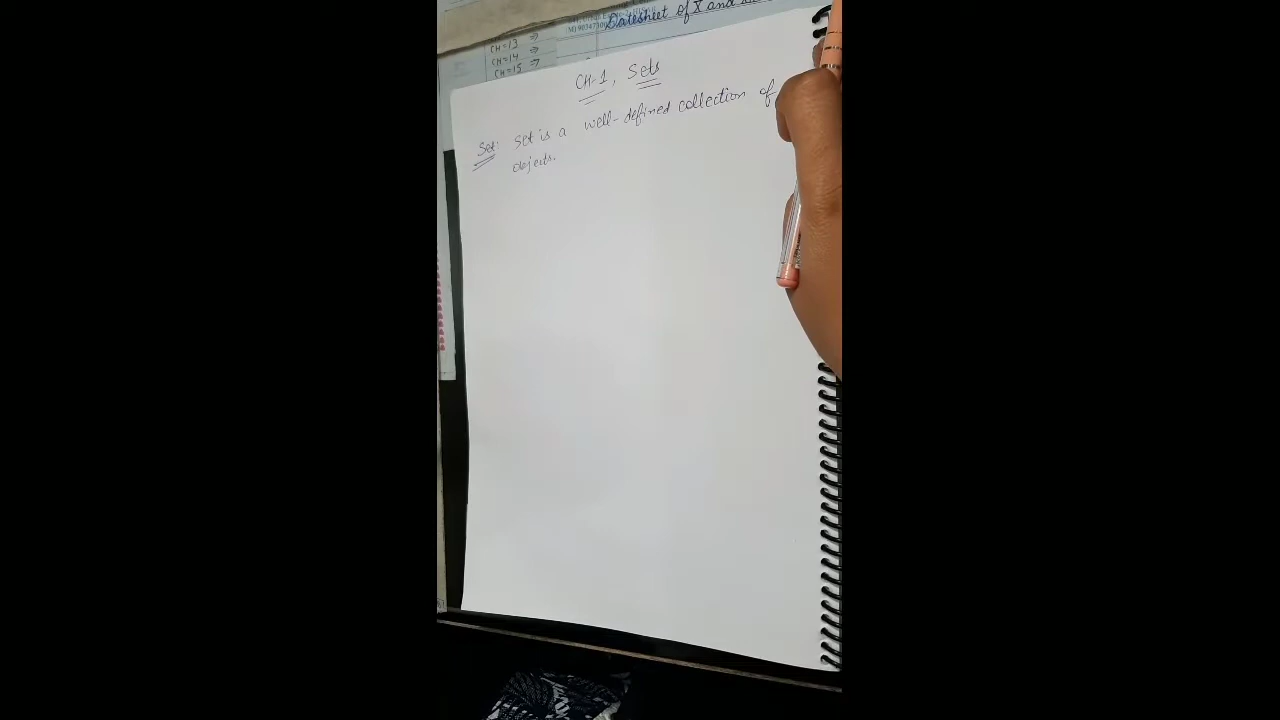 Datesheet of X and
CH=13 ⇒
CH=14 ⇒
CH=15 ⇒
CH-1, Sets
Set: Set is a well-defined collection of
objects.